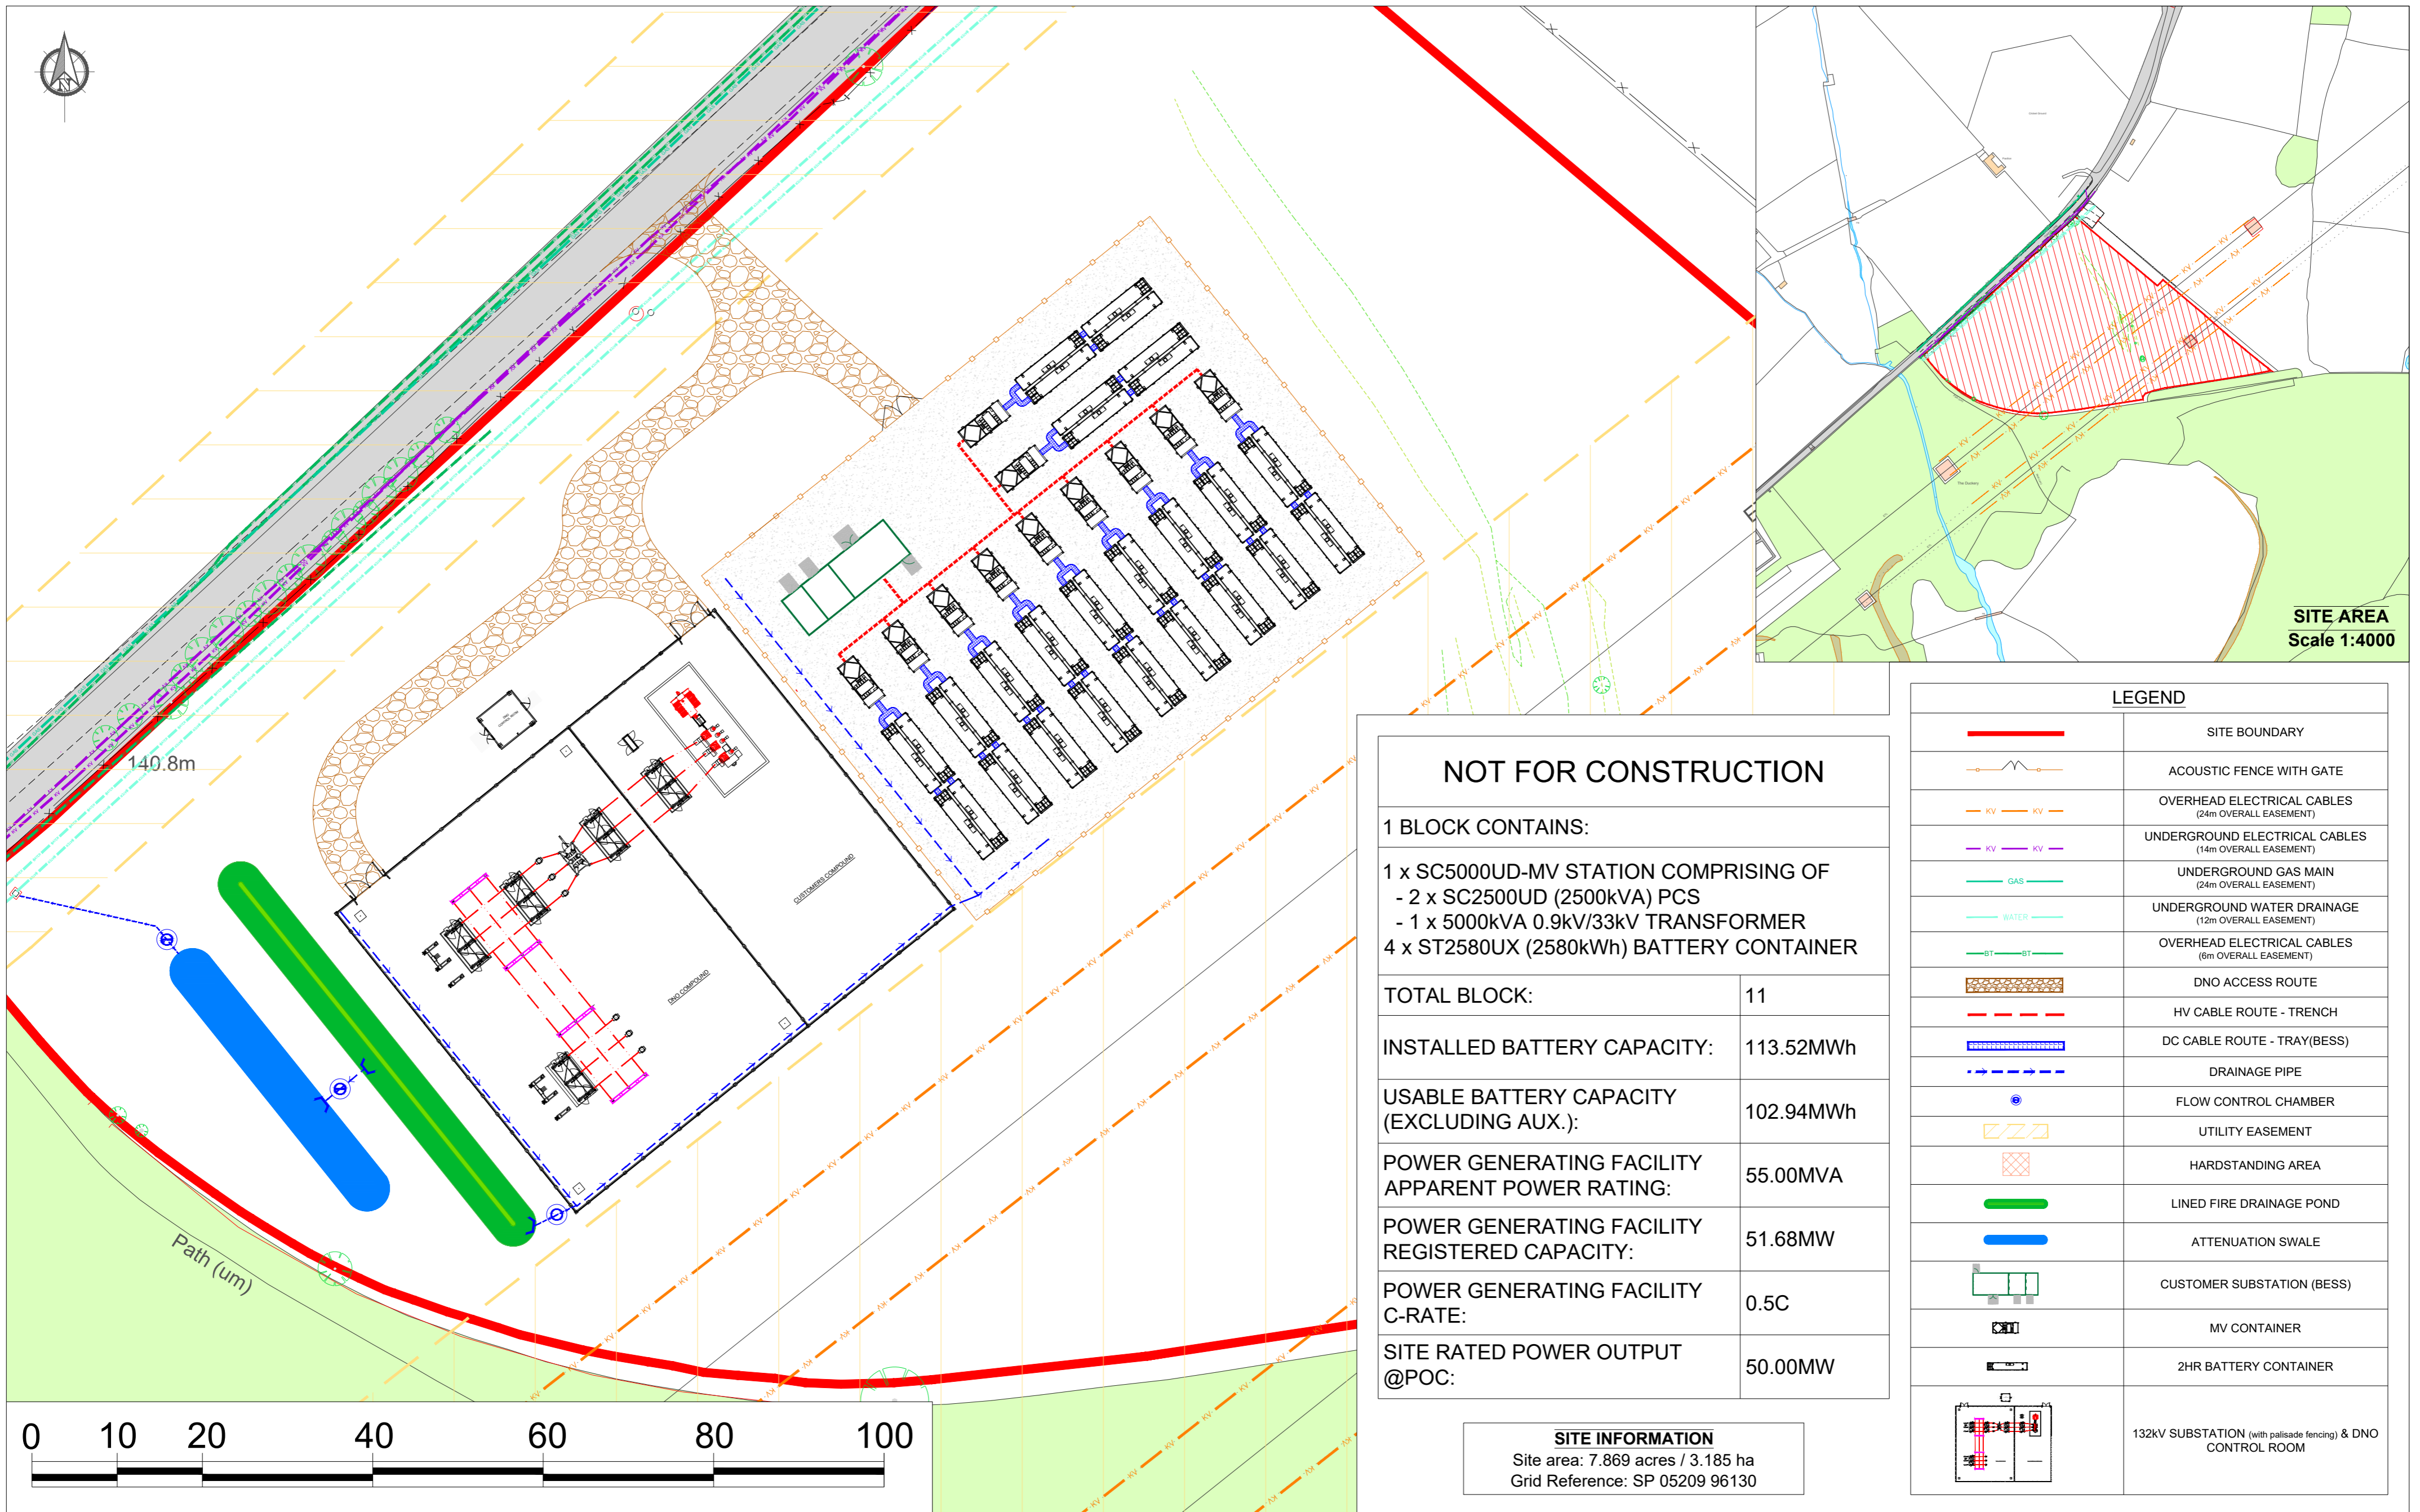 N
140.8m
Path (um)
CUSTOMERS COMPOUND
DNO COMPOUND
0 10 20 40 60 80 100
SITE AREA
Scale 1:4000
NOT FOR CONSTRUCTION
1 BLOCK CONTAINS:
1 x SC5000UD-MV STATION COMPRISING OF
- 2 x SC2500UD (2500kVA) PCS
- 1 x 5000kVA 0.9kV/33kV TRANSFORMER
4 x ST2580UX (2580kWh) BATTERY CONTAINER
TOTAL BLOCK: 11
INSTALLED BATTERY CAPACITY: 113.52MWh
USABLE BATTERY CAPACITY
(EXCLUDING AUX.): 102.94MWh
POWER GENERATING FACILITY
APPARENT POWER RATING: 55.00MVA
POWER GENERATING FACILITY
REGISTERED CAPACITY: 51.68MW
POWER GENERATING FACILITY
C-RATE: 0.5C
SITE RATED POWER OUTPUT
@POC: 50.00MW
SITE INFORMATION
Site area: 7.869 acres / 3.185 ha
Grid Reference: SP 05209 96130
LEGEND
SITE BOUNDARY
ACOUSTIC FENCE WITH GATE
KV KV OVERHEAD ELECTRICAL CABLES
(24m OVERALL EASEMENT)
KV KV UNDERGROUND ELECTRICAL CABLES
(14m OVERALL EASEMENT)
GAS UNDERGROUND GAS MAIN
(24m OVERALL EASEMENT)
WATER UNDERGROUND WATER DRAINAGE
(12m OVERALL EASEMENT)
BT BT OVERHEAD ELECTRICAL CABLES
(6m OVERALL EASEMENT)
DNO ACCESS ROUTE
HV CABLE ROUTE - TRENCH
DC CABLE ROUTE - TRAY(BESS)
DRAINAGE PIPE
FLOW CONTROL CHAMBER
UTILITY EASEMENT
HARDSTANDING AREA
LINED FIRE DRAINAGE POND
ATTENUATION SWALE
CUSTOMER SUBSTATION (BESS)
MV CONTAINER
2HR BATTERY CONTAINER
132kV SUBSTATION (with palisade fencing) & DNO
CONTROL ROOM